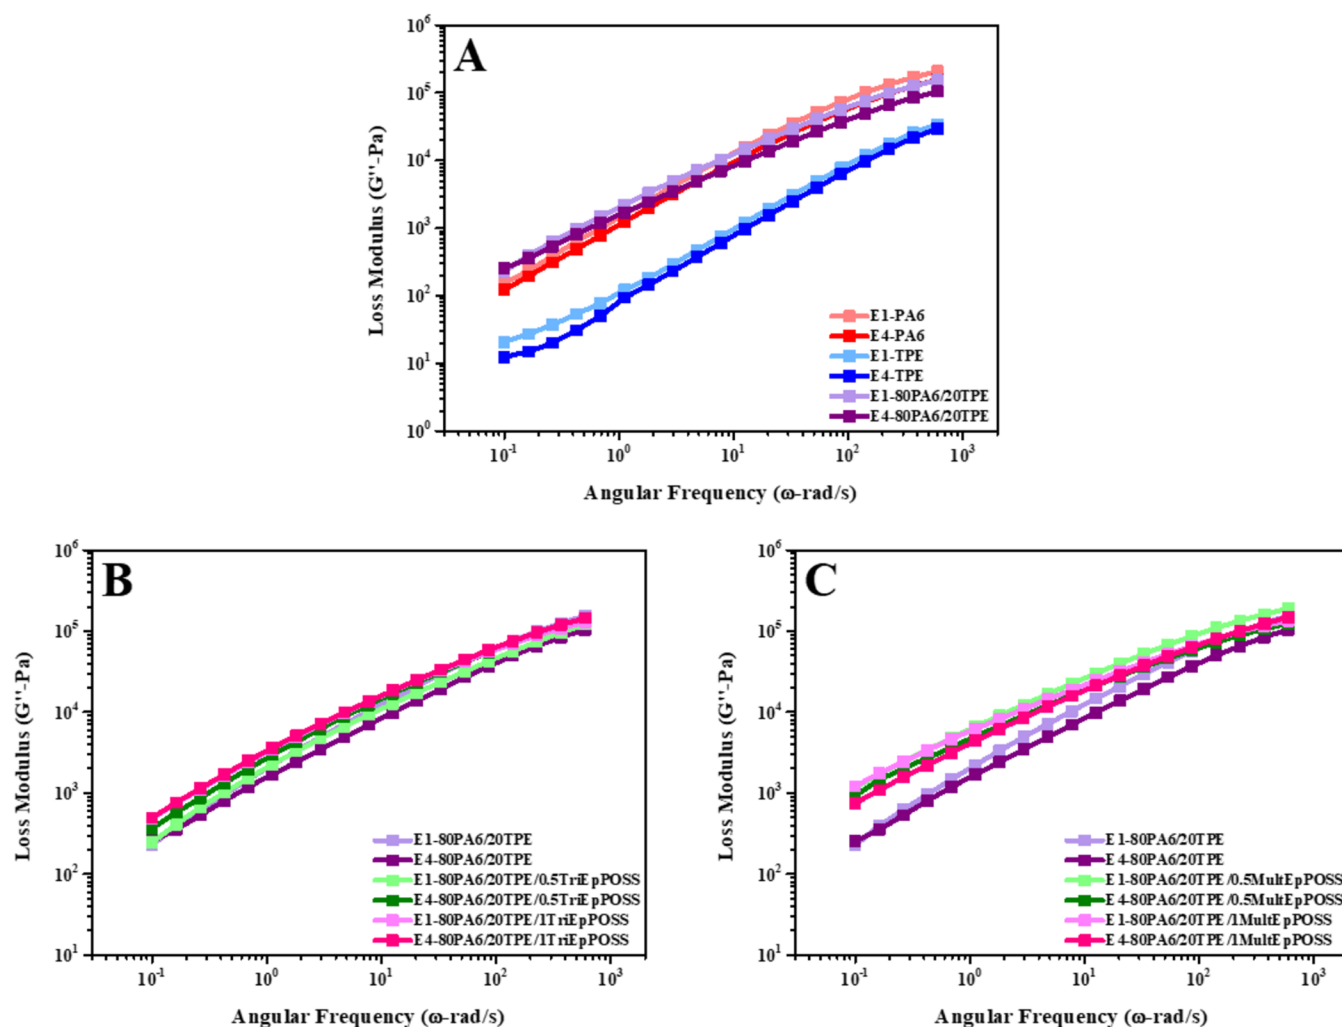 A
10⁶
10⁵
10⁴
10³
10²
10¹
10⁰
Loss Modulus (G''-Pa)
E1-PA6
E4-PA6
E1-TPE
E4-TPE
E1-80PA6/20TPE
E4-80PA6/20TPE
10⁻¹ 10⁰ 10¹ 10² 10³
Angular Frequency (ω-rad/s)
B
10⁶
10⁵
10⁴
10³
10²
10¹
Loss Modulus (G''-Pa)
E1-80PA6/20TPE
E4-80PA6/20TPE
E1-80PA6/20TPE/0.5TriEpPOSS
E4-80PA6/20TPE/0.5TriEpPOSS
E1-80PA6/20TPE/1TriEpPOSS
E4-80PA6/20TPE/1TriEpPOSS
10⁻¹ 10⁰ 10¹ 10² 10³
Angular Frequency (ω-rad/s)
C
10⁶
10⁵
10⁴
10³
10²
10¹
Loss Modulus (G''-Pa)
E1-80PA6/20TPE
E4-80PA6/20TPE
E1-80PA6/20TPE/0.5MultEpPOSS
E4-80PA6/20TPE/0.5MultEpPOSS
E1-80PA6/20TPE/1MultEpPOSS
E4-80PA6/20TPE/1MultEpPOSS
10⁻¹ 10⁰ 10¹ 10² 10³
Angular Frequency (ω-rad/s)